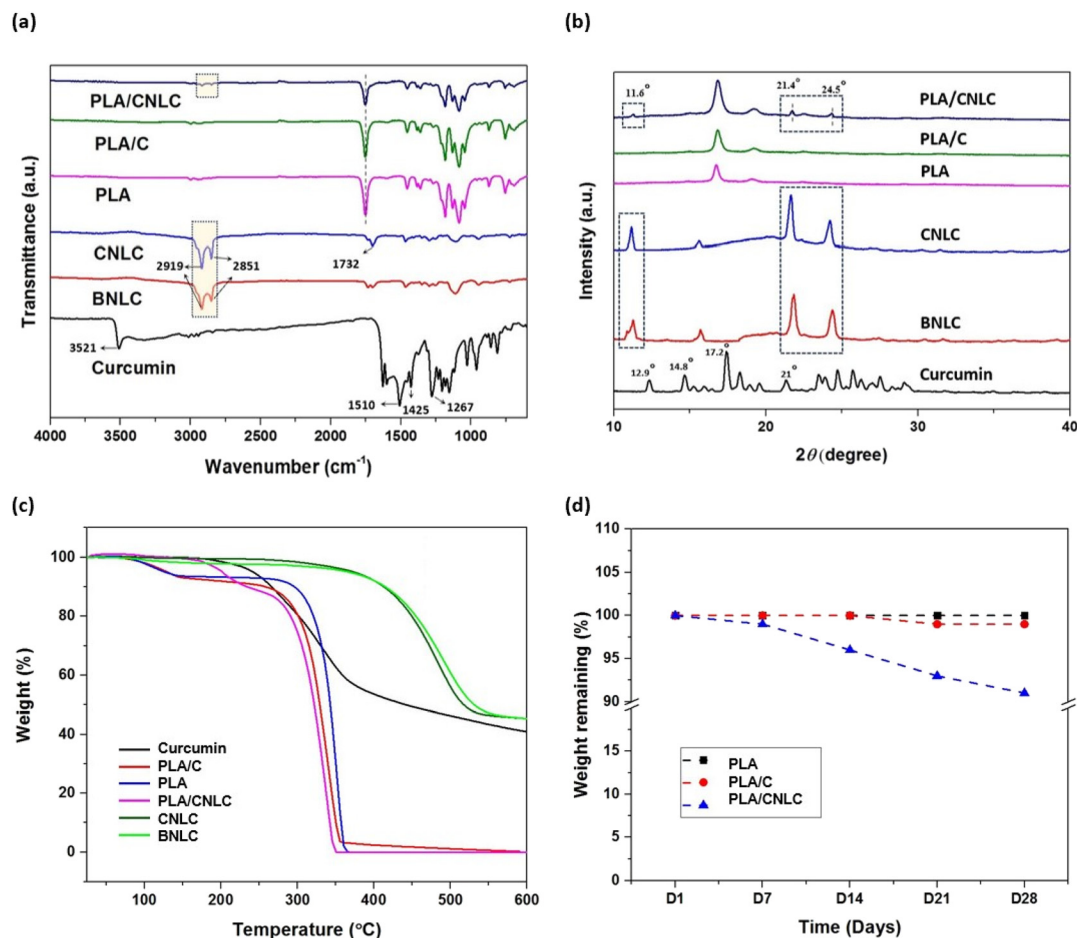 (a)
PLA/CNLC
PLA/C
PLA
CNLC
2919
2851
1732
BNLC
3521
Curcumin
1510
1425
1267
4000 3500 3000 2500 2000 1500 1000
Wavenumber (cm⁻¹)
Transmittance (a.u.)
(b)
11.6°
21.4°
24.5°
PLA/CNLC
PLA/C
PLA
CNLC
BNLC
12.9°
14.8°
17.2°
21°
Curcumin
10 20 30 40
2θ (degree)
Intensity (a.u.)
(c)
100
80
60
40
20
0
Curcumin
PLA/C
PLA
PLA/CNLC
CNLC
BNLC
100 200 300 400 500 600
Temperature (°C)
Weight (%)
(d)
110
105
100
95
90
15
10
5
0
PLA
PLA/C
PLA/CNLC
D1 D7 D14 D21 D28
Time (Days)
Weight remaining (%)